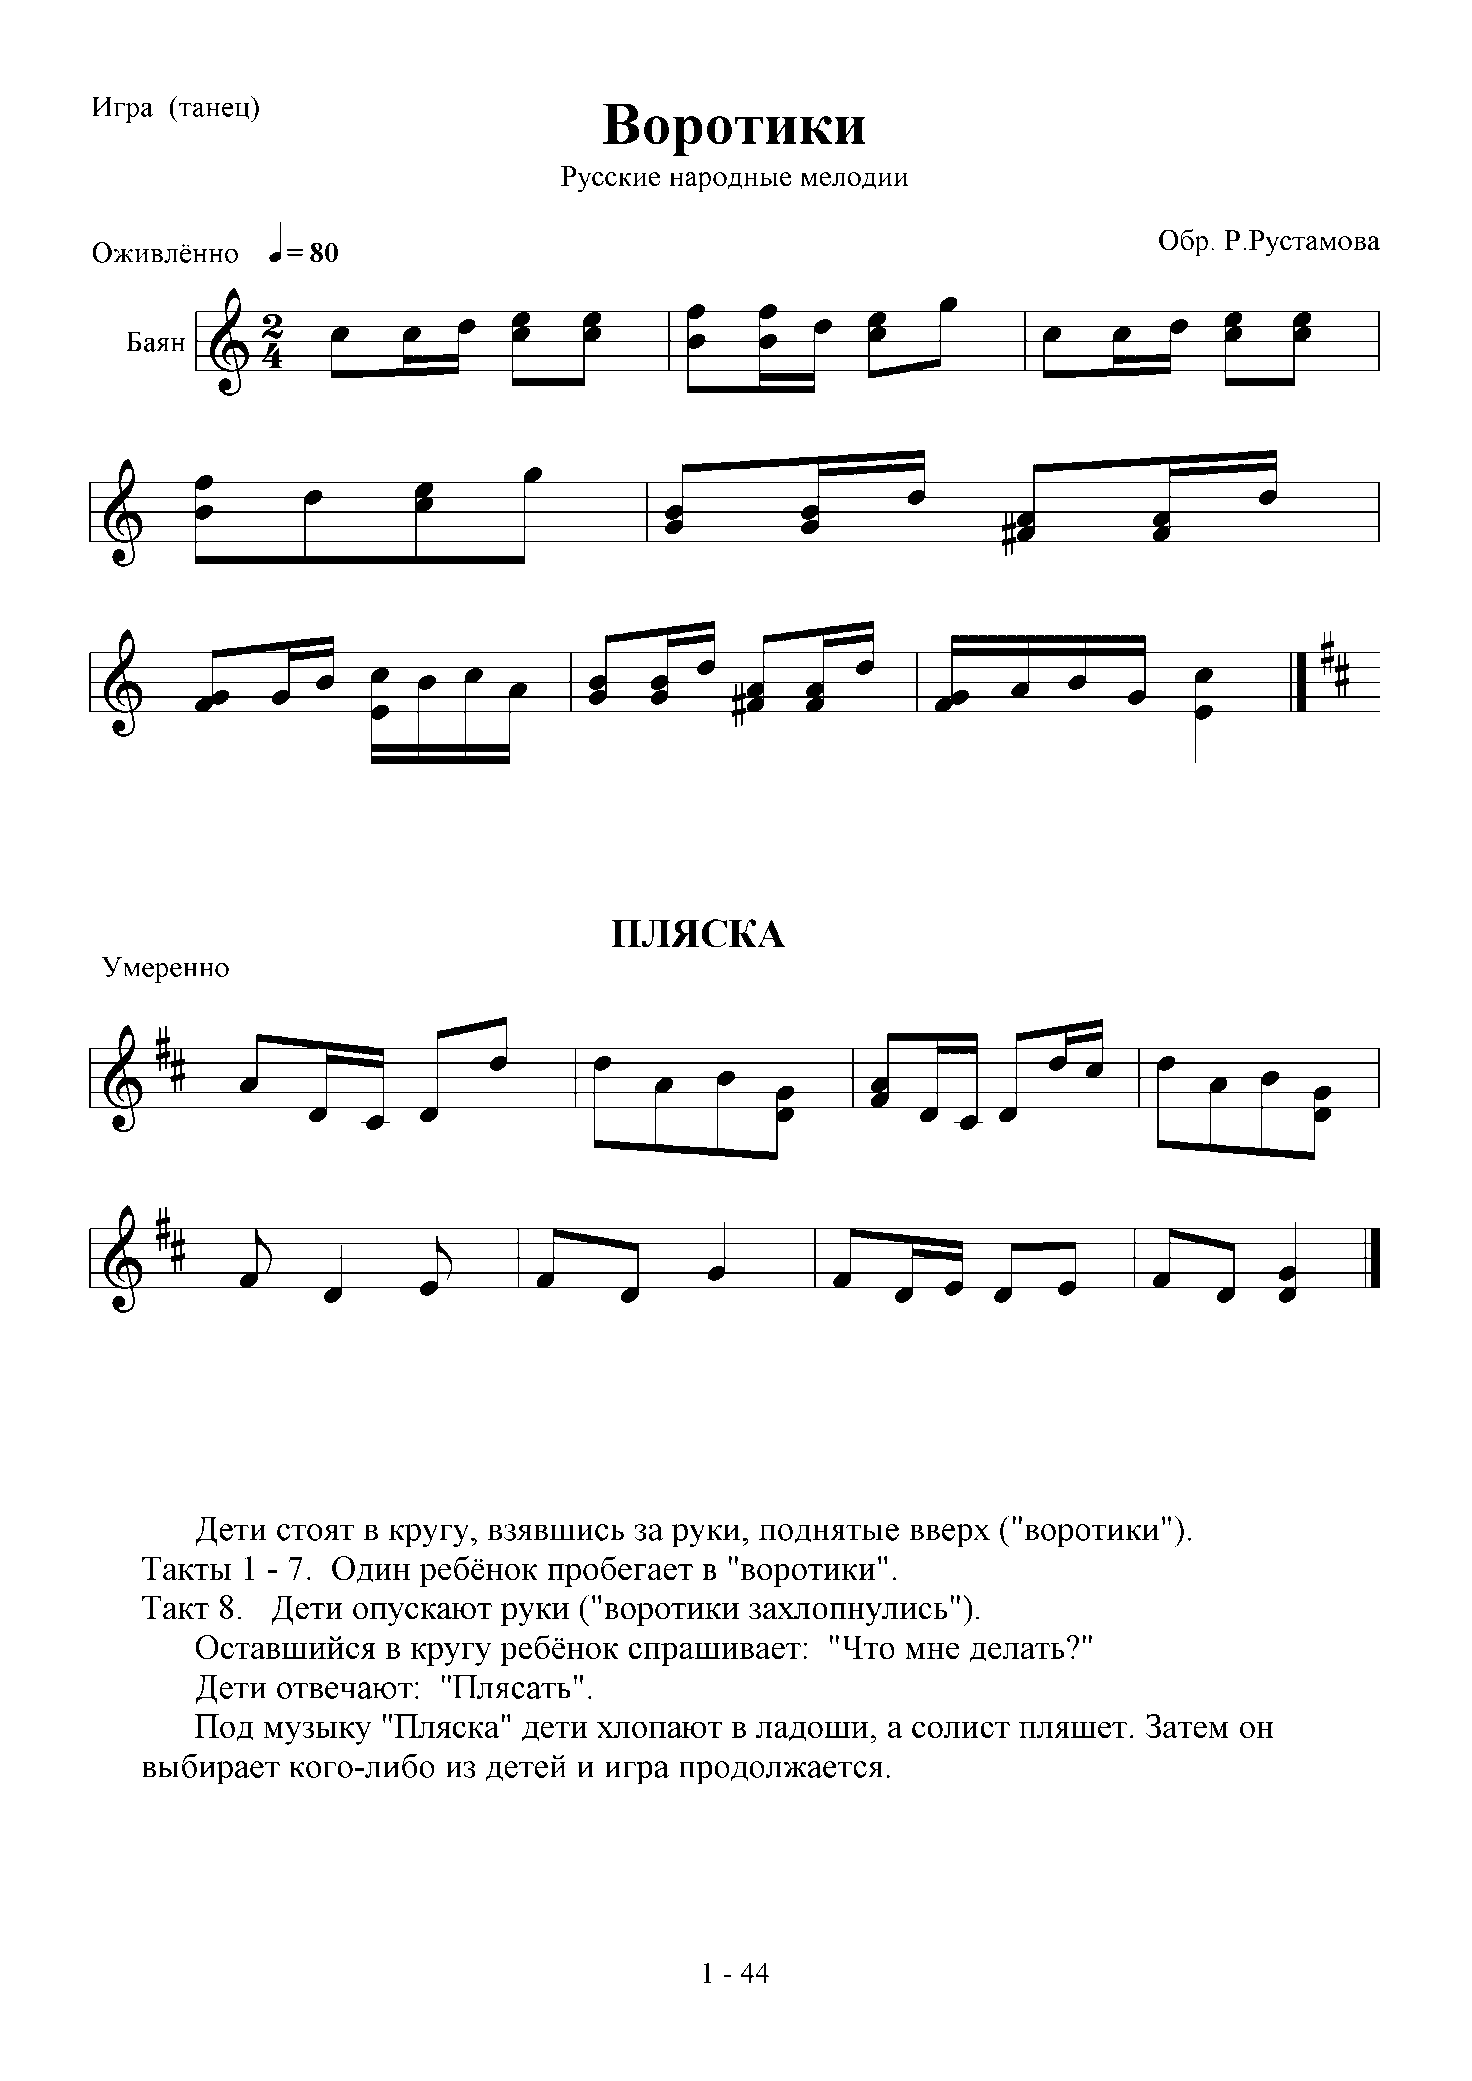 Игра (танец)
Воротики
Русские народные мелодии
Оживлённо = 80
Обр. Р.Рустамова
Баян
2
4
ПЛЯСКА
Умеренно
Дети стоят в кругу, взявшись за руки, поднятые вверх ("воротики").
Такты 1 - 7. Один ребёнок пробегает в "воротики".
Такт 8. Дети опускают руки ("воротики захлопнулись").
Оставшийся в кругу ребёнок спрашивает: "Что мне делать?"
Дети отвечают: "Плясать".
Под музыку "Пляска" дети хлопают в ладоши, а солист пляшет. Затем он
выбирает кого-либо из детей и игра продолжается.
1 - 44